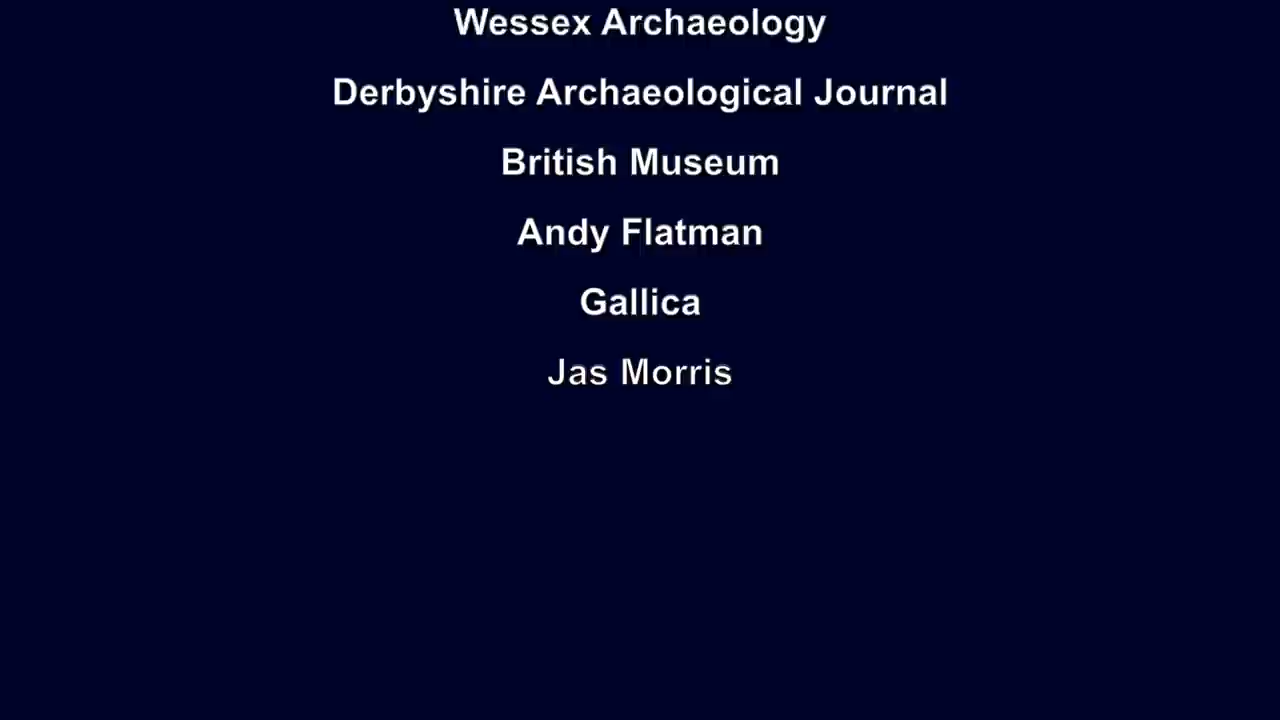 Wessex Archaeology
Derbyshire Archaeological Journal
British Museum
Andy Flatman
Gallica
Jas Morris